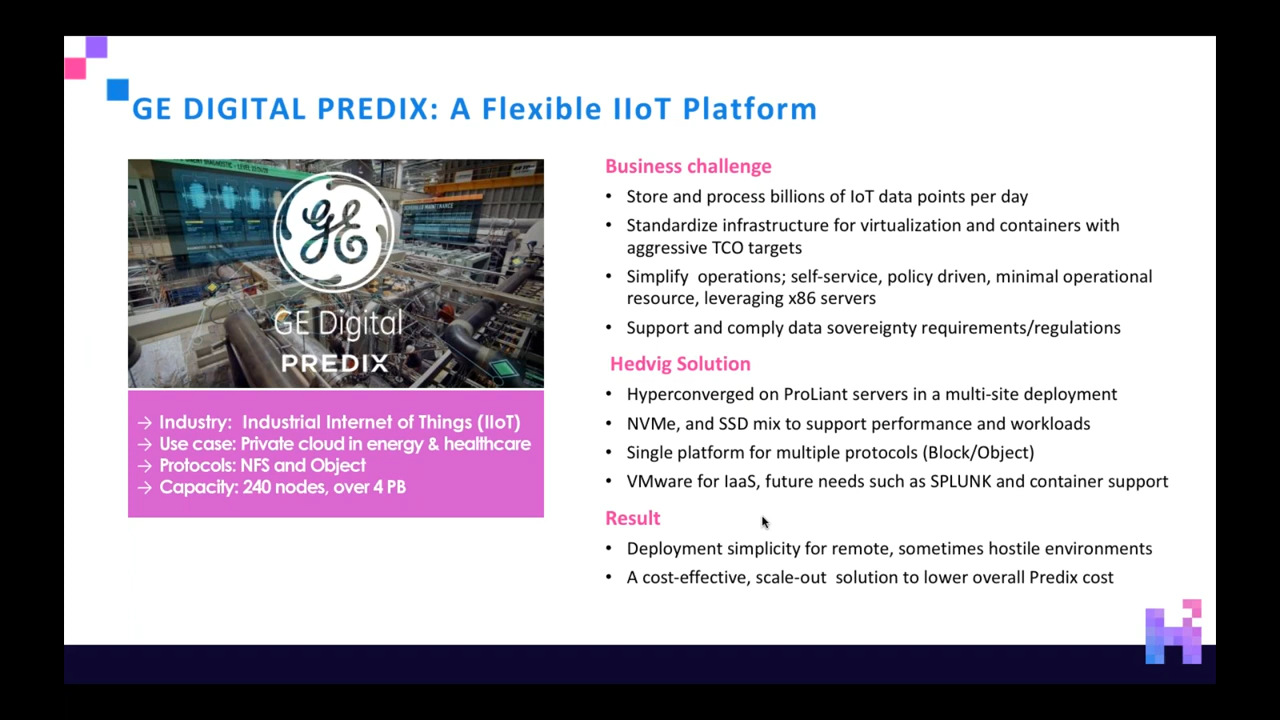 GE DIGITAL PREDIX: A Flexible IIoT Platform
GE
GE Digital
PREDIX
→ Industry: Industrial Internet of Things (IIoT)
→ Use case: Private cloud in energy & healthcare
→ Protocols: NFS and Object
→ Capacity: 240 nodes, over 4 PB
Business challenge
• Store and process billions of IoT data points per day
• Standardize infrastructure for virtualization and containers with
aggressive TCO targets
• Simplify operations; self-service, policy driven, minimal operational
resource, leveraging x86 servers
• Support and comply data sovereignty requirements/regulations
Hedvig Solution
• Hyperconverged on ProLiant servers in a multi-site deployment
• NVMe, and SSD mix to support performance and workloads
• Single platform for multiple protocols (Block/Object)
• VMware for IaaS, future needs such as SPLUNK and container support
Result
• Deployment simplicity for remote, sometimes hostile environments
• A cost-effective, scale-out solution to lower overall Predix cost